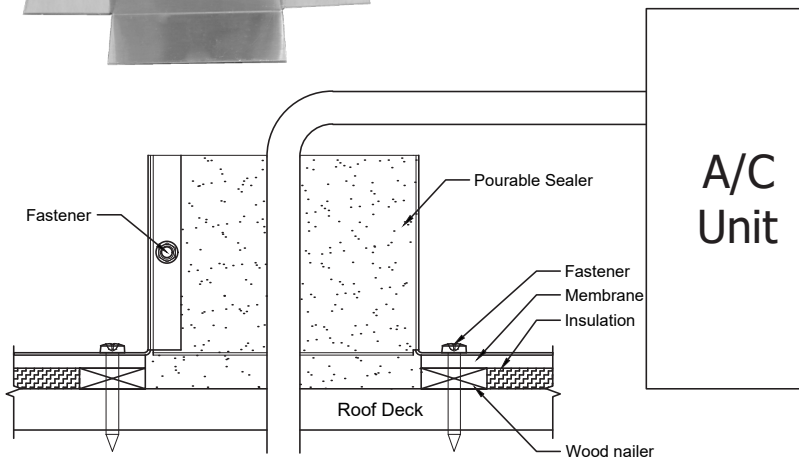 A/C
Unit
Pourable Sealer
Fastener
Fastener
Membrane
Insulation
Roof Deck
Wood nailer